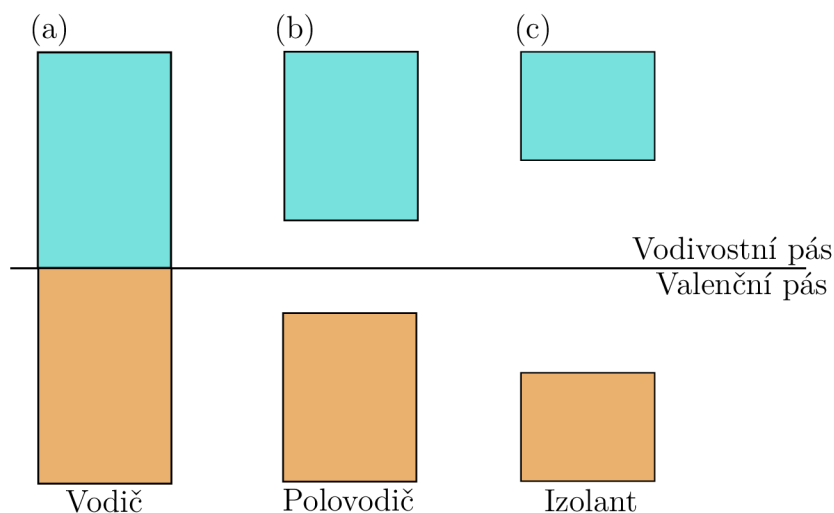 (a)
(b)
(c)
Vodivostní pás
Valenční pás
Vodič
Polovodič
Izolant